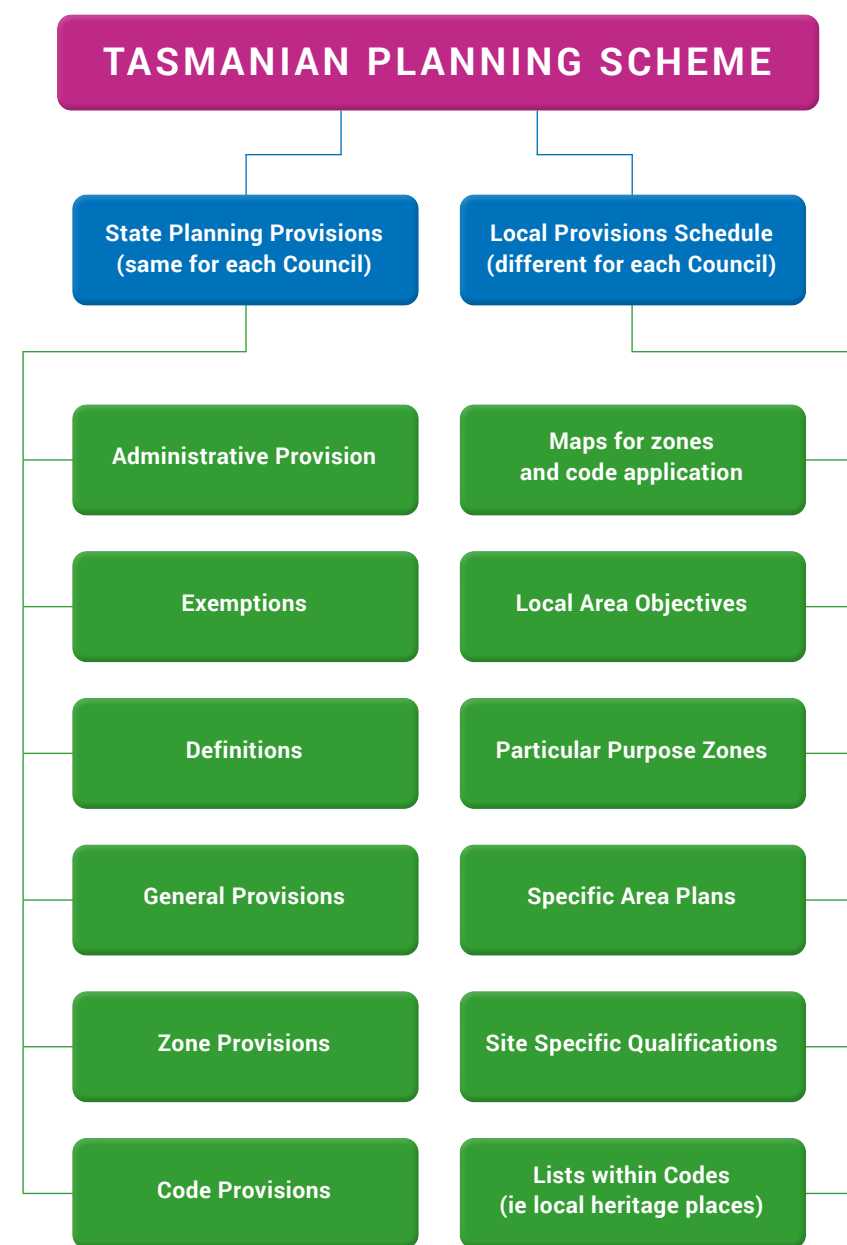 TASMANIAN PLANNING SCHEME
State Planning Provisions
(same for each Council)
Local Provisions Schedule
(different for each Council)
Administrative Provision
Maps for zones
and code application
Exemptions
Local Area Objectives
Definitions
Particular Purpose Zones
General Provisions
Specific Area Plans
Zone Provisions
Site Specific Qualifications
Code Provisions
Lists within Codes
(ie local heritage places)